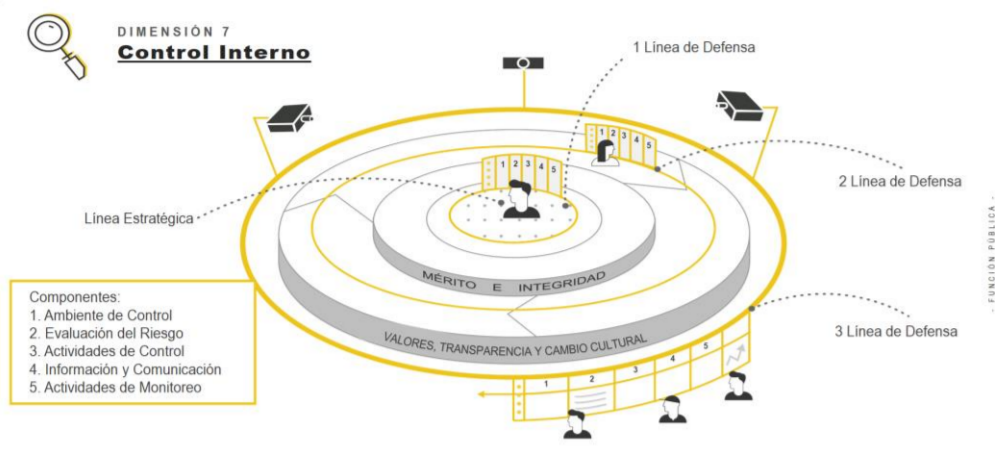 DIMENSIÓN 7
Control Interno
1 Línea de Defensa
1 2 3 4 5
1 2 3 4 5
2 Línea de Defensa
Línea Estratégica
- FUNCIÓN PÚBLICA -
MÉRITO E INTEGRIDAD
VALORES, TRANSPARENCIA Y CAMBIO CULTURAL
3 Línea de Defensa
Componentes:
1. Ambiente de Control
2. Evaluación del Riesgo
3. Actividades de Control
4. Información y Comunicación
5. Actividades de Monitoreo
1 2 3 4 5